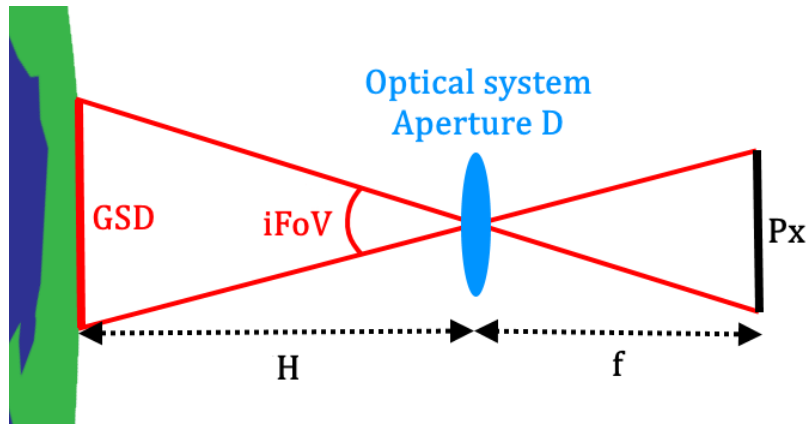 Optical system
Aperture D
GSD
iFoV
Px
H
f